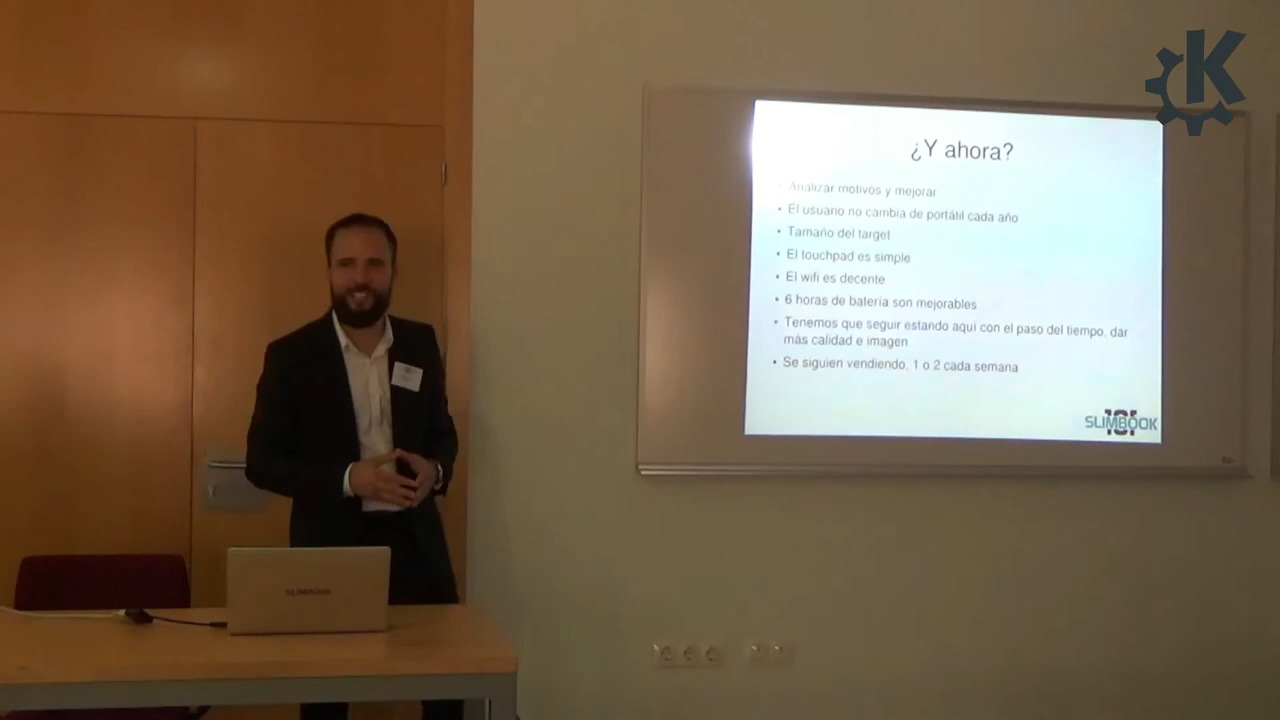 ¿Y ahora?
• Analizar motivos y mejorar
• El usuario no cambia de portátil cada año
• Tamaño del target
• El touchpad es simple
• El wifi es decente
• 6 horas de batería son mejorables
• Tenemos que seguir estando aquí con el paso del tiempo, dar
más calidad e imagen
• Se siguien vendiendo, 1 o 2 cada semana
SLIMBOOK
SLIMBOOK
K